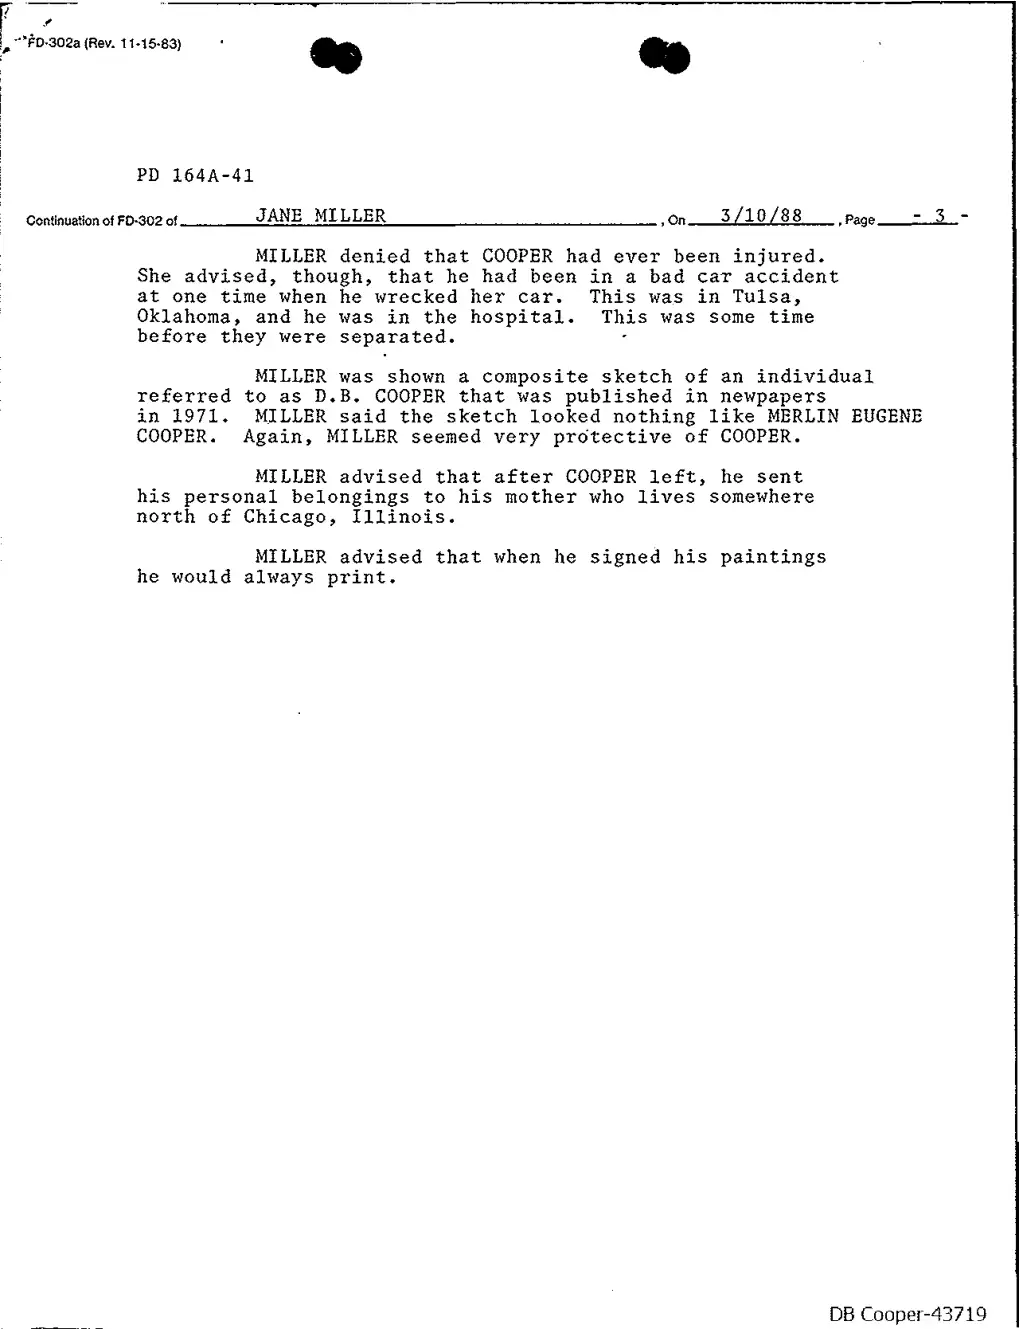 FD-302a (Rev. 11-15-83)
PD 164A-41
Continuation of FD-302 of JANE MILLER , On 3/10/88 , Page - 3 -
MILLER denied that COOPER had ever been injured.
She advised, though, that he had been in a bad car accident
at one time when he wrecked her car. This was in Tulsa,
Oklahoma, and he was in the hospital. This was some time
before they were separated.
MILLER was shown a composite sketch of an individual
referred to as D.B. COOPER that was published in newpapers
in 1971. MILLER said the sketch looked nothing like MERLIN EUGENE
COOPER. Again, MILLER seemed very protective of COOPER.
MILLER advised that after COOPER left, he sent
his personal belongings to his mother who lives somewhere
north of Chicago, Illinois.
MILLER advised that when he signed his paintings
he would always print.
DB Cooper-43719